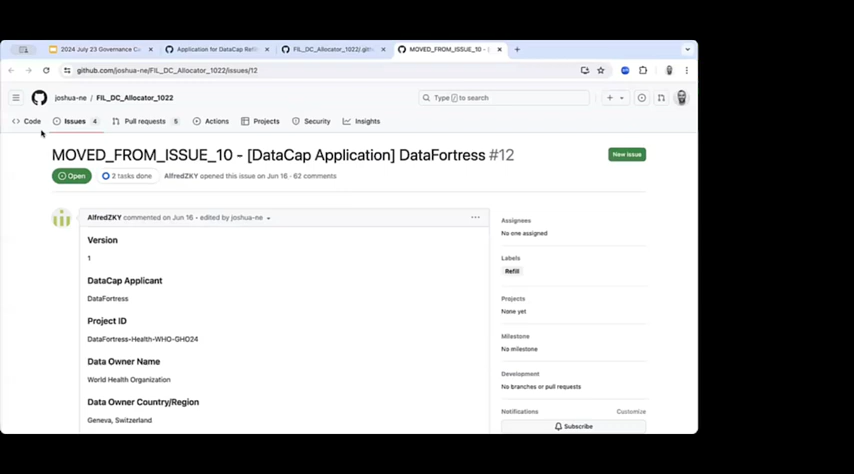 2024 July 23 Governance Ca
Application for DataCap Refi
FIL_DC_Allocator_1022/.gith
MOVED_FROM_ISSUE_10 - [
github.com/joshua-ne/FIL_DC_Allocator_1022/issues/12
joshua-ne / FIL_DC_Allocator_1022
Type / to search
Code
Issues 4
Pull requests 5
Actions
Projects
Security
Insights
MOVED_FROM_ISSUE_10 - [DataCap Application] DataFortress #12
New issue
Open
2 tasks done
AlfredZKY opened this issue on Jun 16 · 62 comments
AlfredZKY commented on Jun 16 · edited by joshua-ne
Version
1
DataCap Applicant
DataFortress
Project ID
DataFortress-Health-WHO-GHO24
Data Owner Name
World Health Organization
Data Owner Country/Region
Geneva, Switzerland
Assignees
No one assigned
Labels
Refill
Projects
None yet
Milestone
No milestone
Development
No branches or pull requests
Notifications
Customize
Subscribe